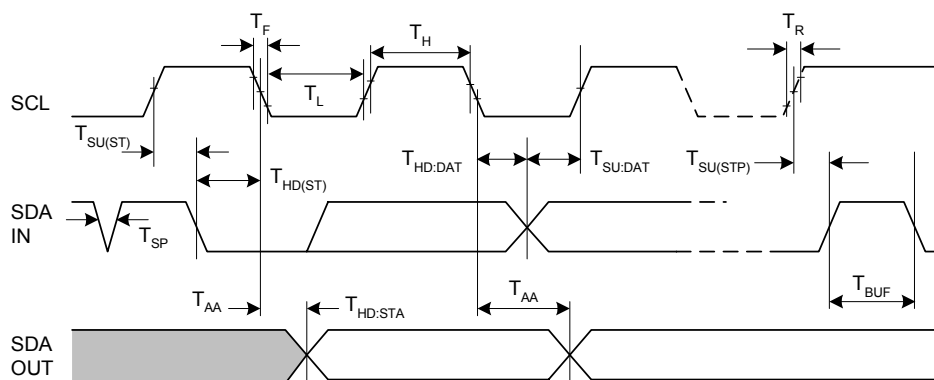 T_F
T_H
T_R
T_L
SCL
T_SU(ST)
T_HD:DAT
T_SU:DAT
T_SU(STP)
T_HD(ST)
SDA
IN
T_SP
T_BUF
T_AA
T_HD:STA
T_AA
SDA
OUT